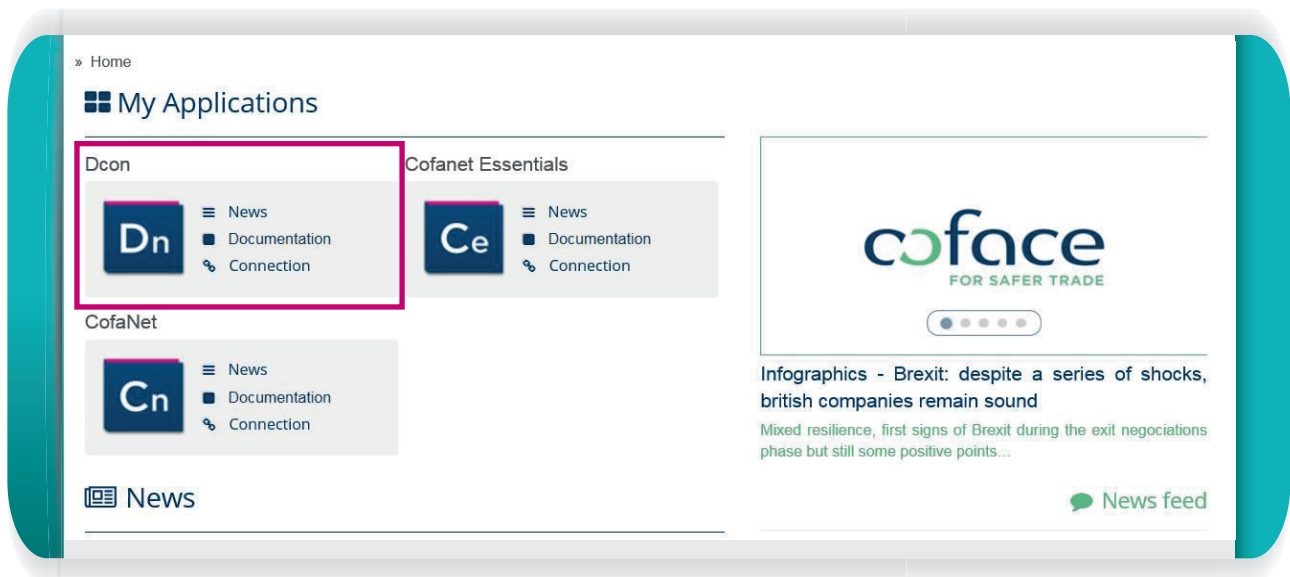 » Home
My Applications
Dcon
Dn
News
Documentation
Connection
Cofanet Essentials
Ce
News
Documentation
Connection
CofaNet
Cn
News
Documentation
Connection
coface
FOR SAFER TRADE
Infographics - Brexit: despite a series of shocks,
british companies remain sound
Mixed resilience, first signs of Brexit during the exit negociations
phase but still some positive points...
News
News feed